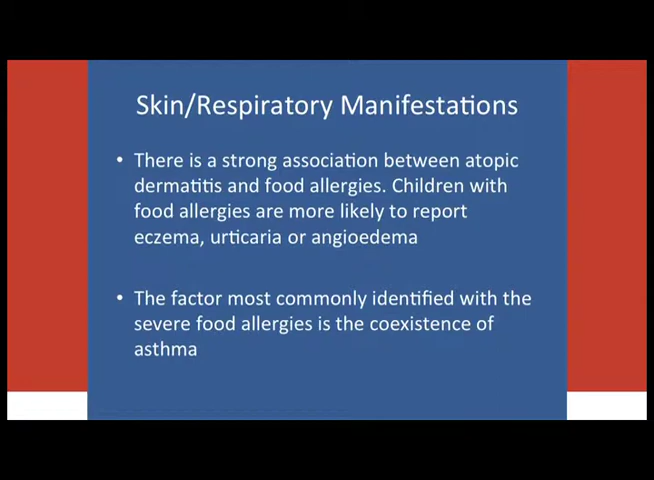 Skin/Respiratory Manifestations
• There is a strong association between atopic
dermatitis and food allergies. Children with
food allergies are more likely to report
eczema, urticaria or angioedema
• The factor most commonly identified with the
severe food allergies is the coexistence of
asthma